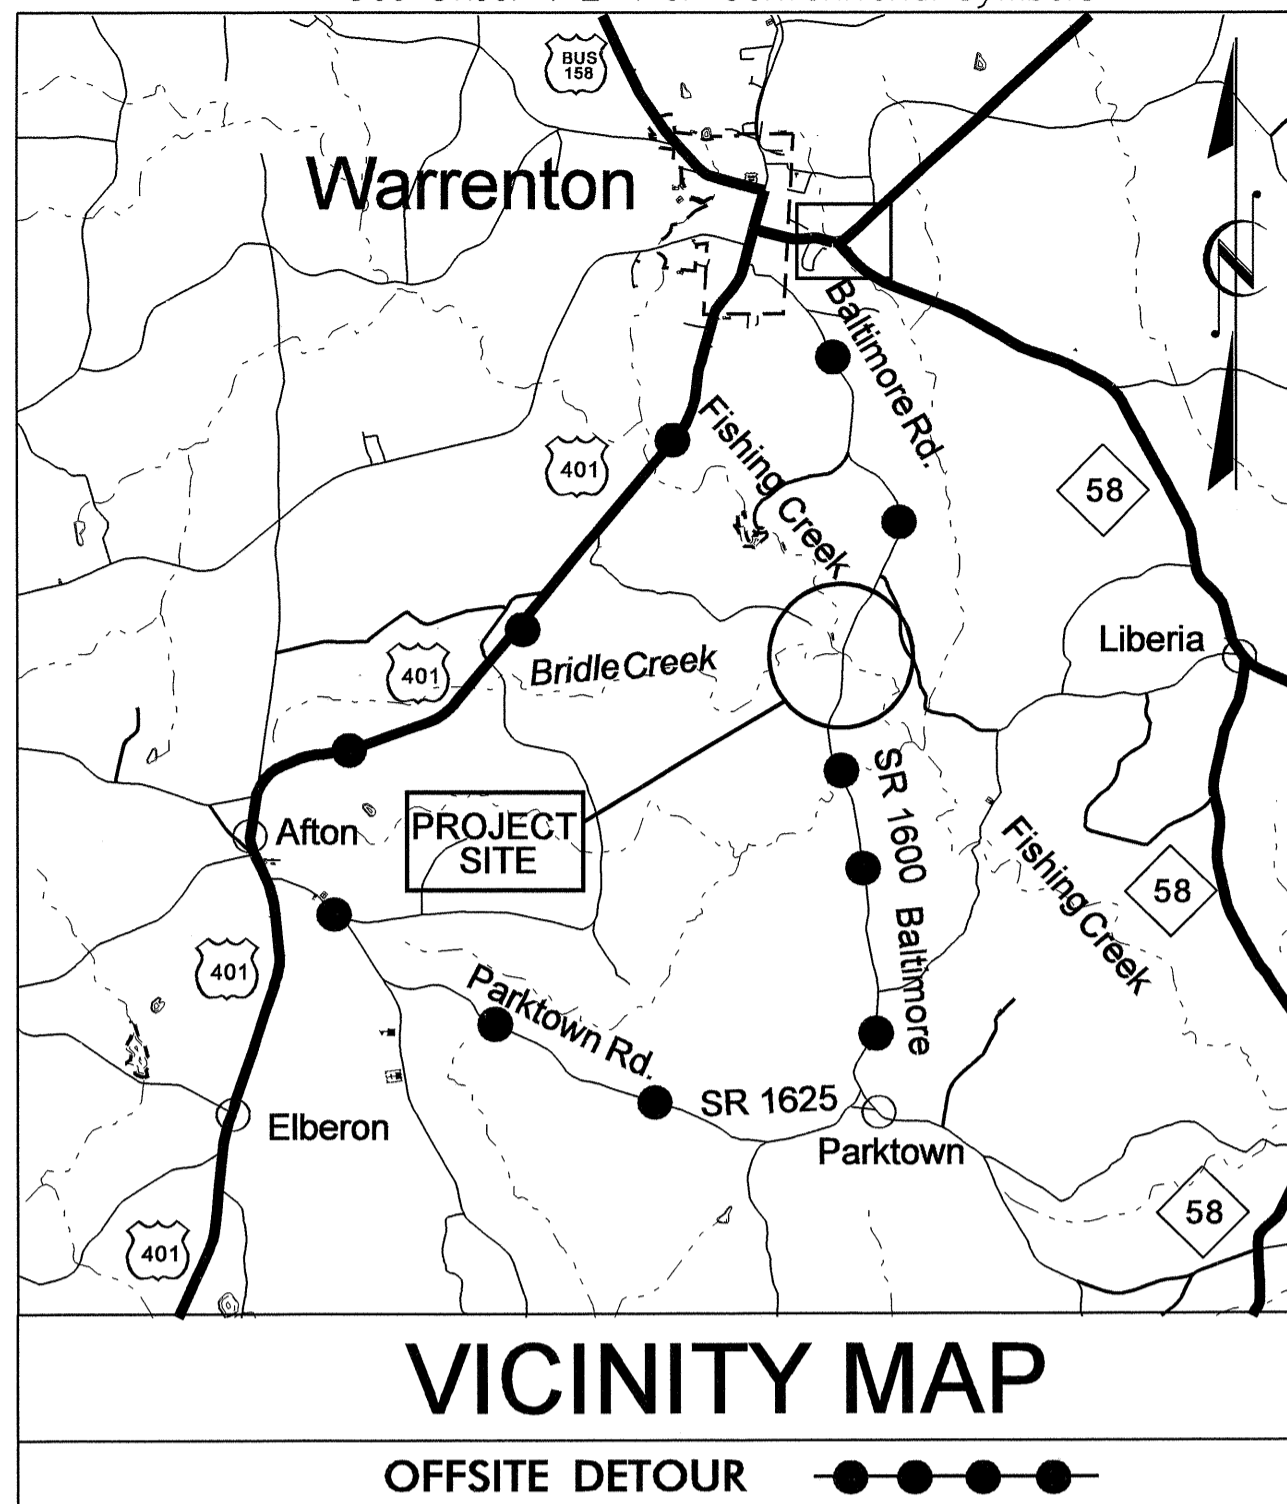 BUS
158
Warrenton
Baltimore Rd.
Fishing Creek
401
58
401
Bridle Creek
Liberia
Afton
PROJECT
SITE
SR 1600 Baltimore
Fishing Creek
58
401
Parktown Rd.
SR 1625
Elberon
Parktown
58
401
N
VICINITY MAP
OFFSITE DETOUR